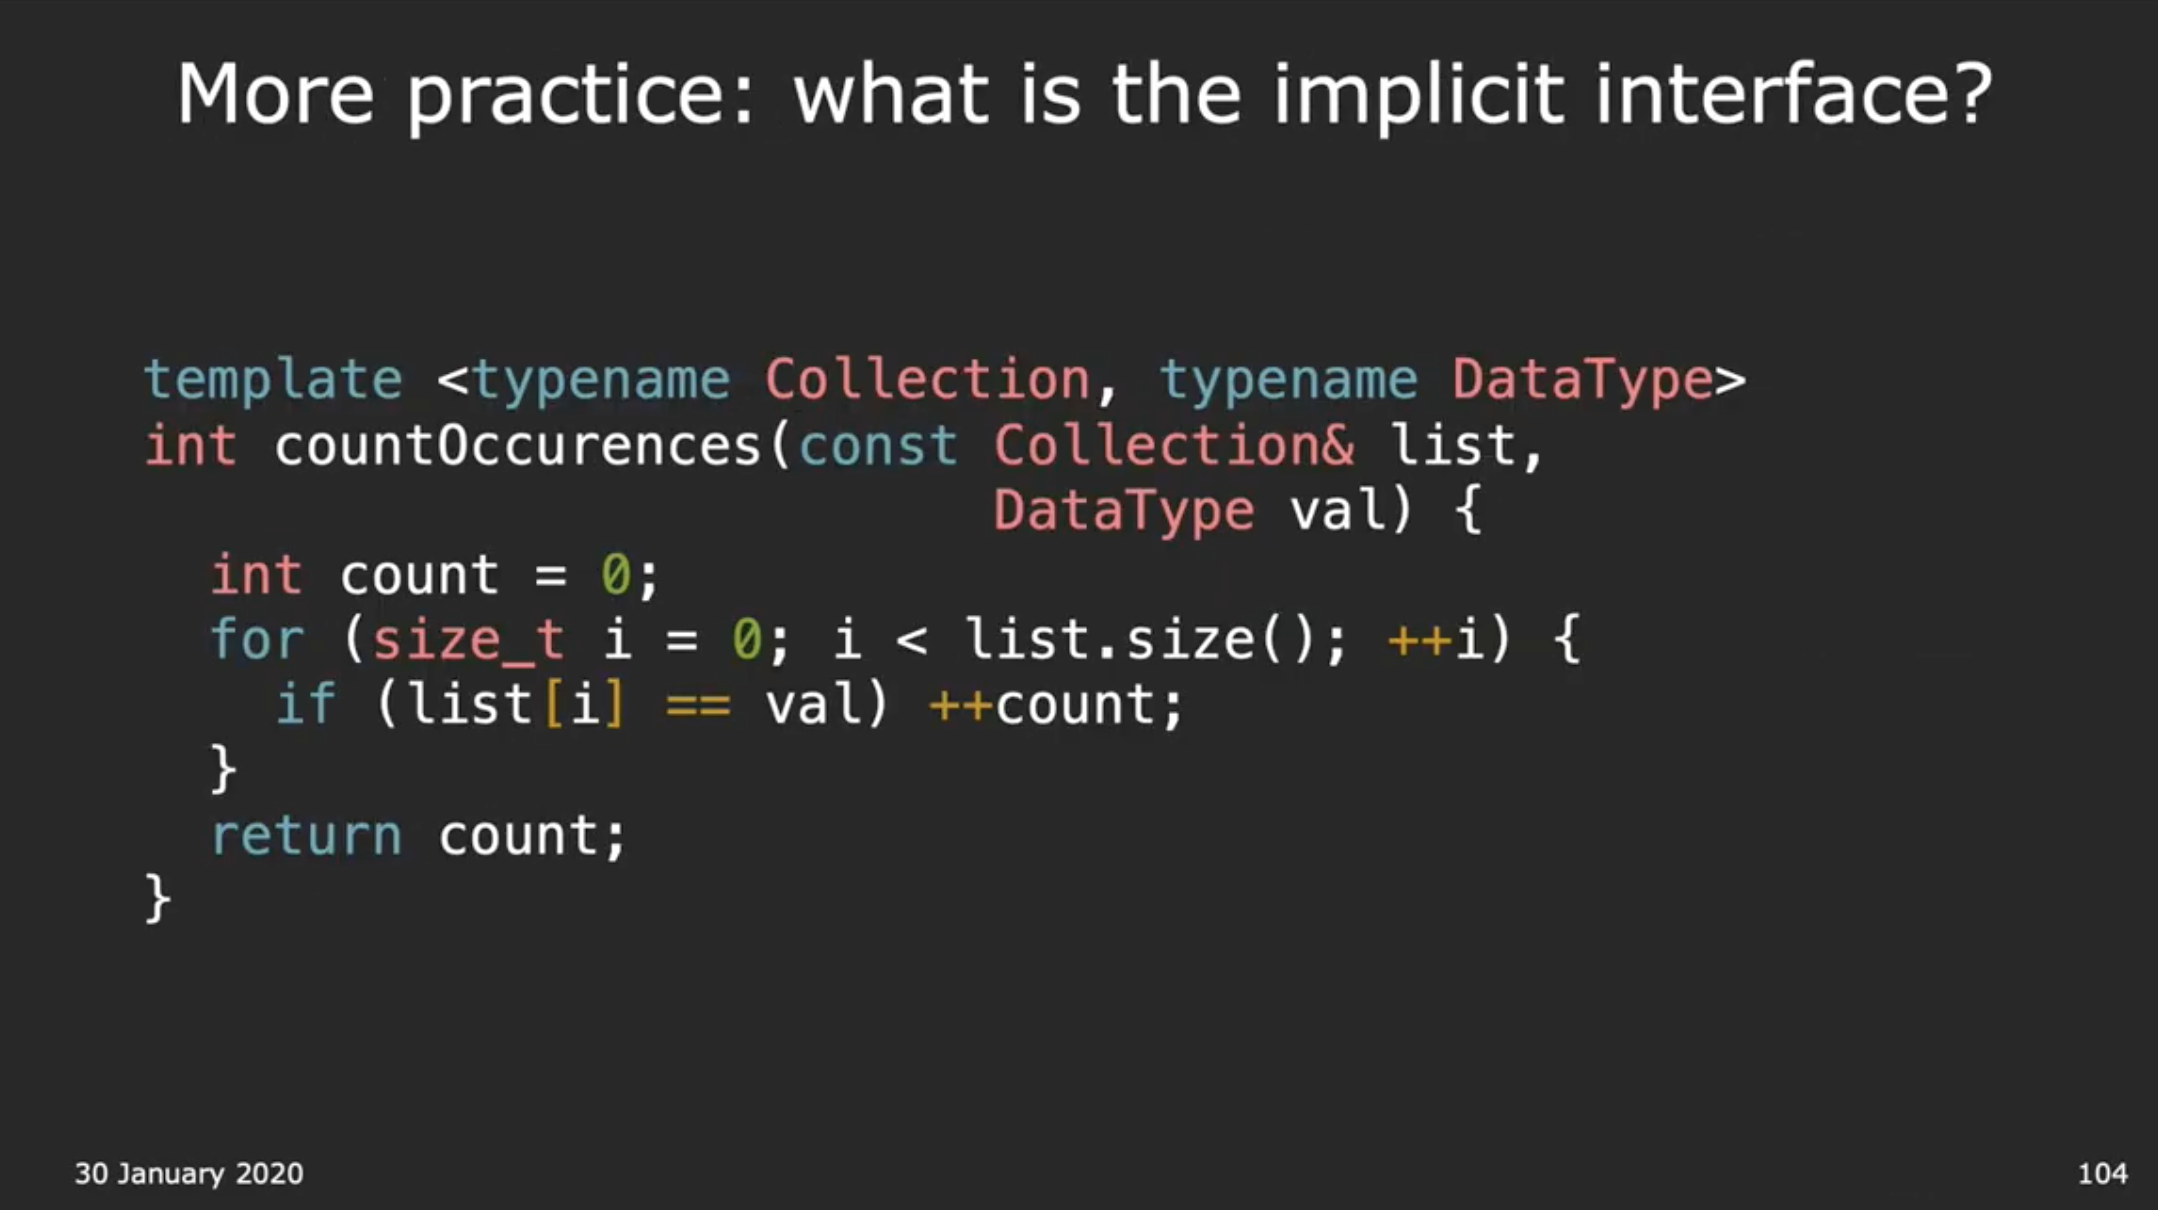 More practice: what is the implicit interface?
template <typename Collection, typename DataType>
int countOccurences(const Collection& list,
                          DataType val) {
  int count = 0;
  for (size_t i = 0; i < list.size(); ++i) {
    if (list[i] == val) ++count;
  }
  return count;
}
30 January 2020
104